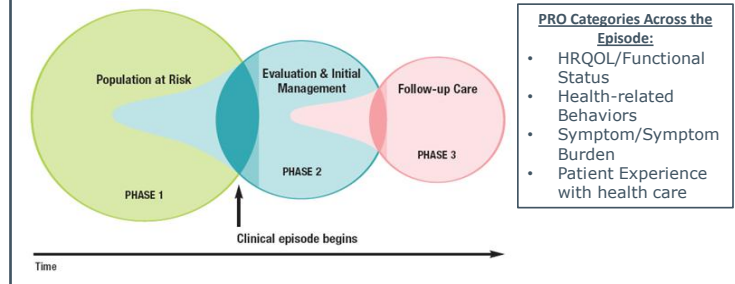 Population at Risk
PHASE 1
Evaluation & Initial
Management
PHASE 2
Follow-up Care
PHASE 3
Clinical episode begins
Time
PRO Categories Across the
Episode:
• HRQOL/Functional
Status
• Health-related
Behaviors
• Symptom/Symptom
Burden
• Patient Experience
with health care